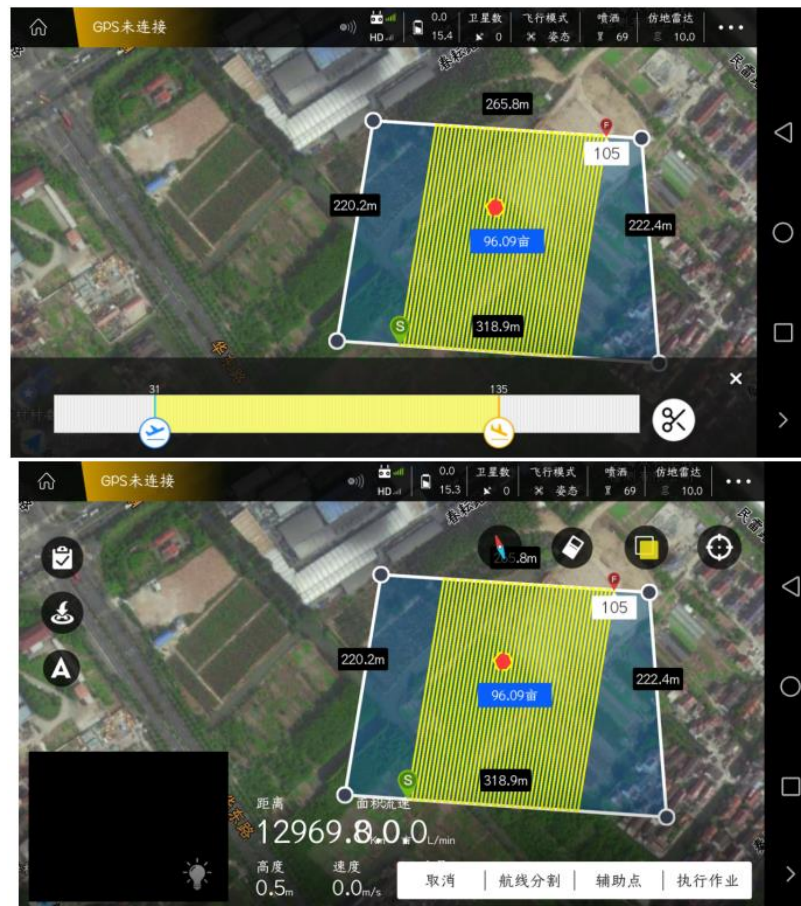 GPS未连接
HD
0.0
15.4
卫星数
0
飞行模式
姿态
喷洒
69
仿地雷达
10.0
265.8m
F
105
220.2m
222.4m
96.09亩
S
318.9m
31
135
GPS未连接
HD
0.0
15.3
卫星数
0
飞行模式
姿态
喷洒
69
仿地雷达
10.0
F
105
220.2m
222.4m
96.09亩
A
S
318.9m
距离
面积流速
12969.8
0.0
L/min
高度
速度
0.5m
0.0m/s
取消
航线分割
辅助点
执行作业